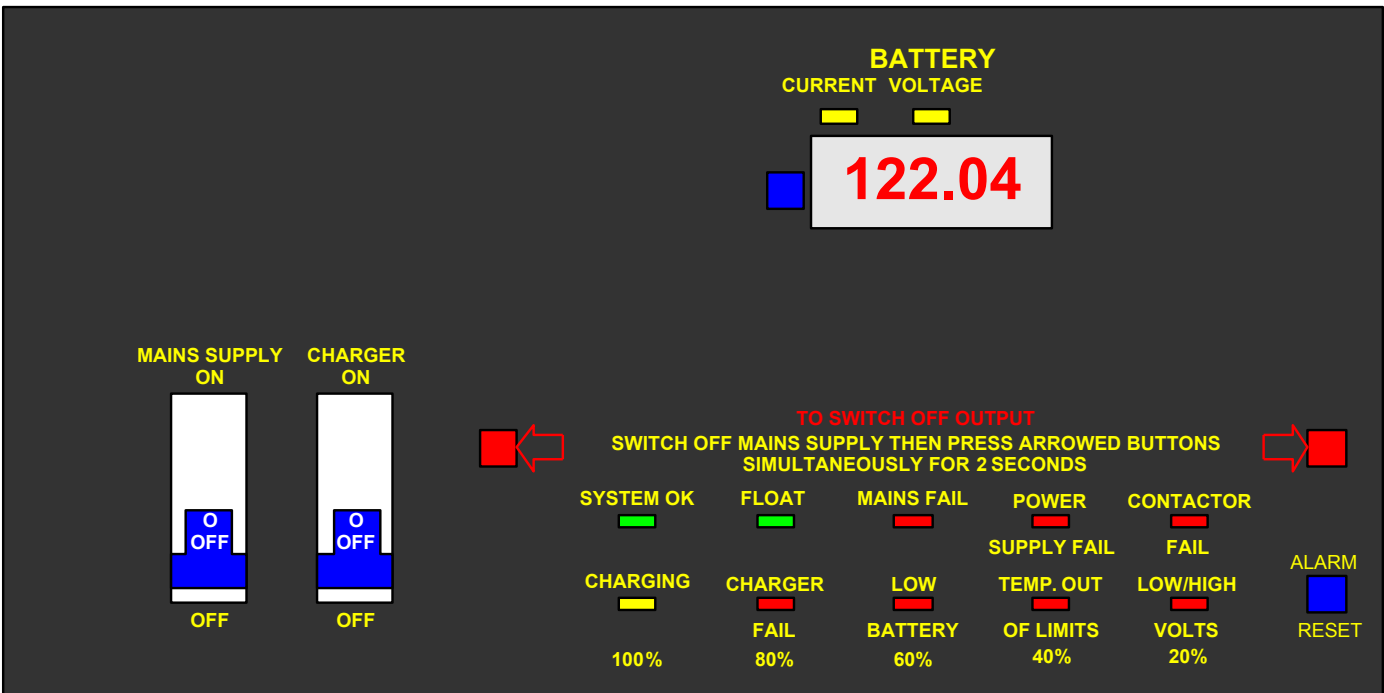 BATTERY
CURRENT VOLTAGE
122.04
MAINS SUPPLY
ON
CHARGER
ON
O
OFF
O
OFF
OFF
OFF
TO SWITCH OFF OUTPUT
SWITCH OFF MAINS SUPPLY THEN PRESS ARROWED BUTTONS
SIMULTANEOUSLY FOR 2 SECONDS
SYSTEM OK
FLOAT
MAINS FAIL
POWER
SUPPLY FAIL
CONTACTOR
FAIL
CHARGING
100%
CHARGER
FAIL
80%
LOW
BATTERY
60%
TEMP. OUT
OF LIMITS
40%
LOW/HIGH
VOLTS
20%
ALARM
RESET